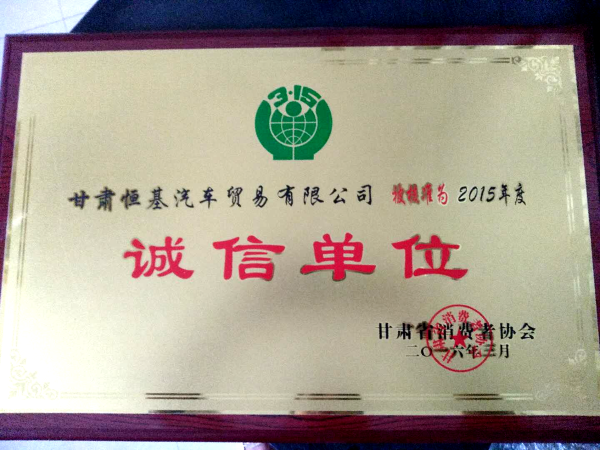 3·15
甘肃恒基汽车贸易有限公司 被授予为 2015年度
诚信单位
甘肃省消费者协会
二〇一六年三月